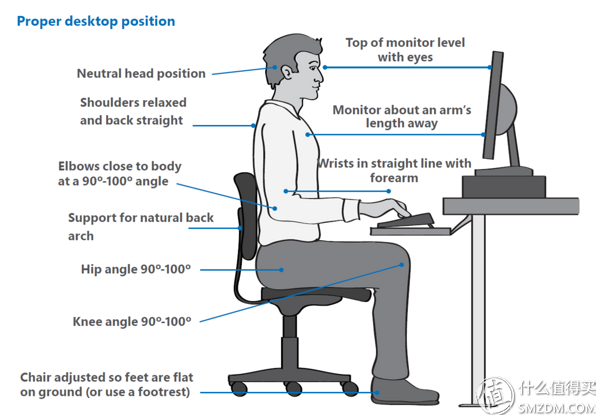 Proper desktop position
Top of monitor level
with eyes
Neutral head position
Shoulders relaxed
and back straight
Monitor about an arm's
length away
Elbows close to body
at a 90º-100º angle
Wrists in straight line with
forearm
Support for natural back
arch
Hip angle 90º-100º
Knee angle 90º-100º
Chair adjusted so feet are flat
on ground (or use a footrest)
值 什么值得买
SMZDM.COM